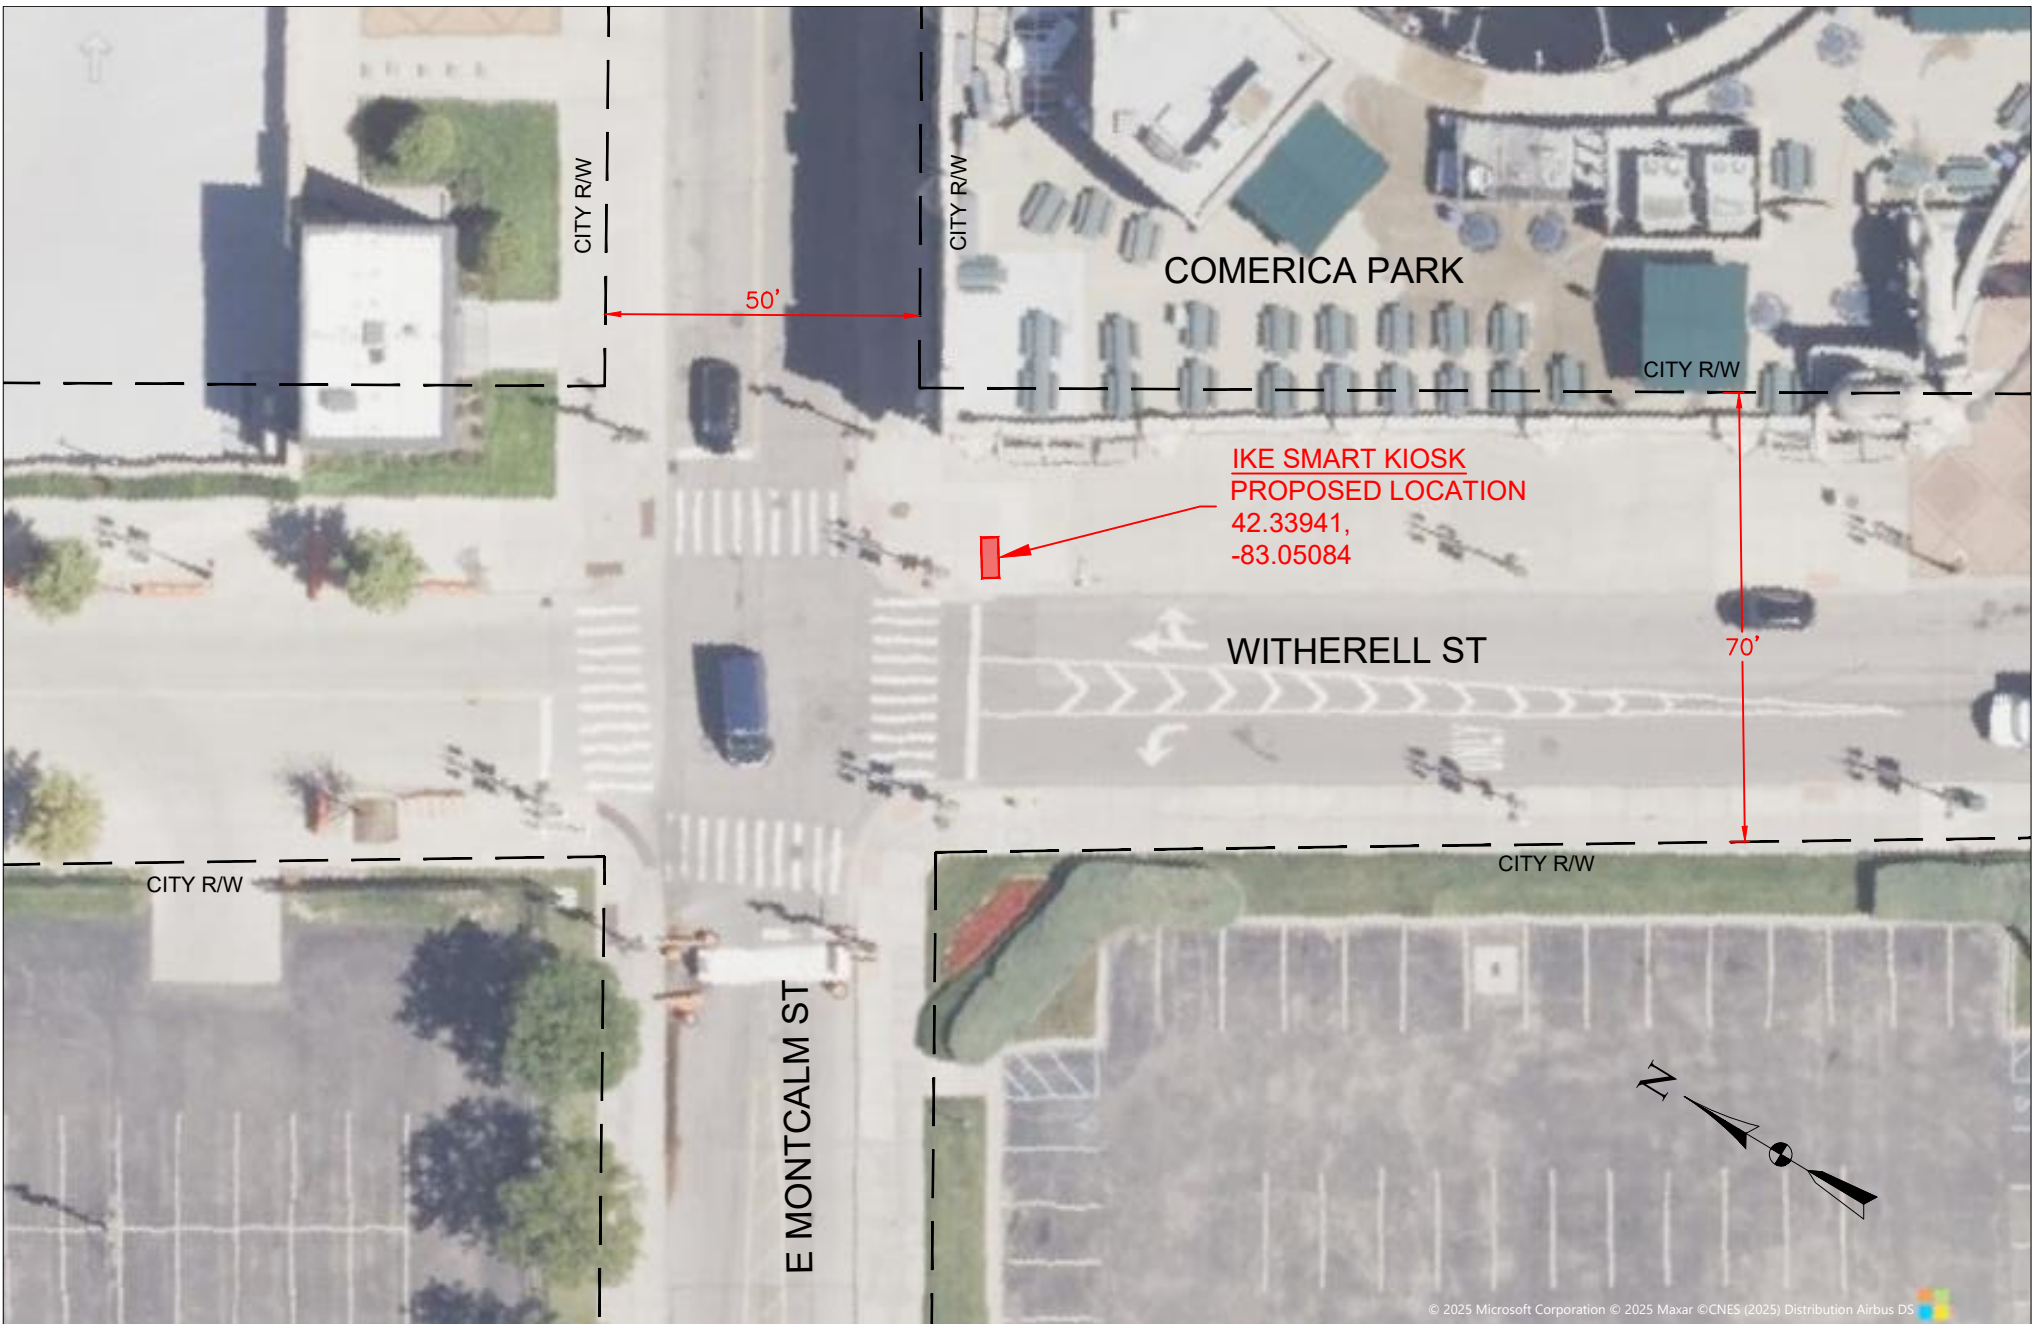 CITY R/W
CITY R/W
COMERICA PARK
50'
CITY R/W
IKE SMART KIOSK
PROPOSED LOCATION
42.33941,
-83.05084
WITHERELL ST
70'
ONLY
CITY R/W
CITY R/W
E MONTCALM ST
N
© 2025 Microsoft Corporation © 2025 Maxar ©CNES (2025) Distribution Airbus DS